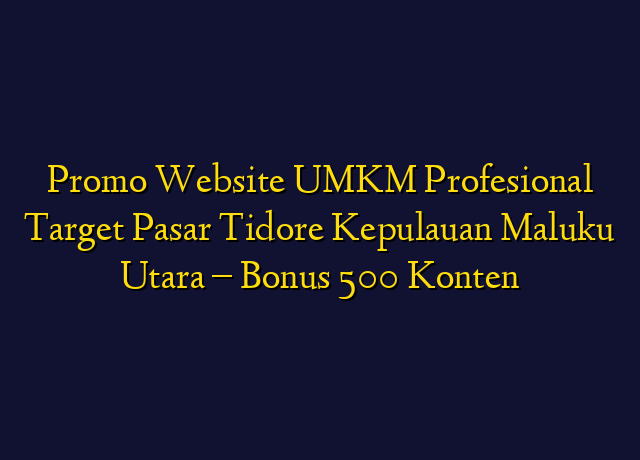 Promo Website UMKM Profesional
Target Pasar Tidore Kepulauan Maluku
Utara – Bonus 500 Konten